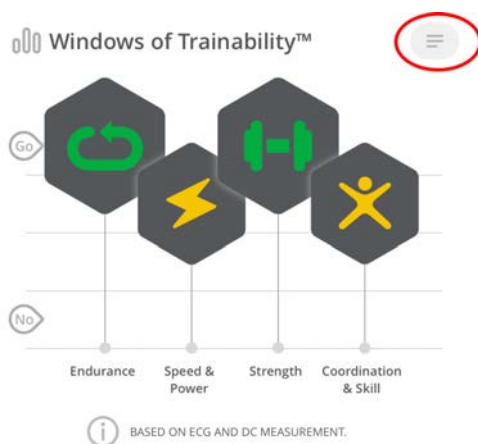 Windows of Trainability™
Go
No
Endurance
Speed &
Power
Strength
Coordination
& Skill
BASED ON ECG AND DC MEASUREMENT.